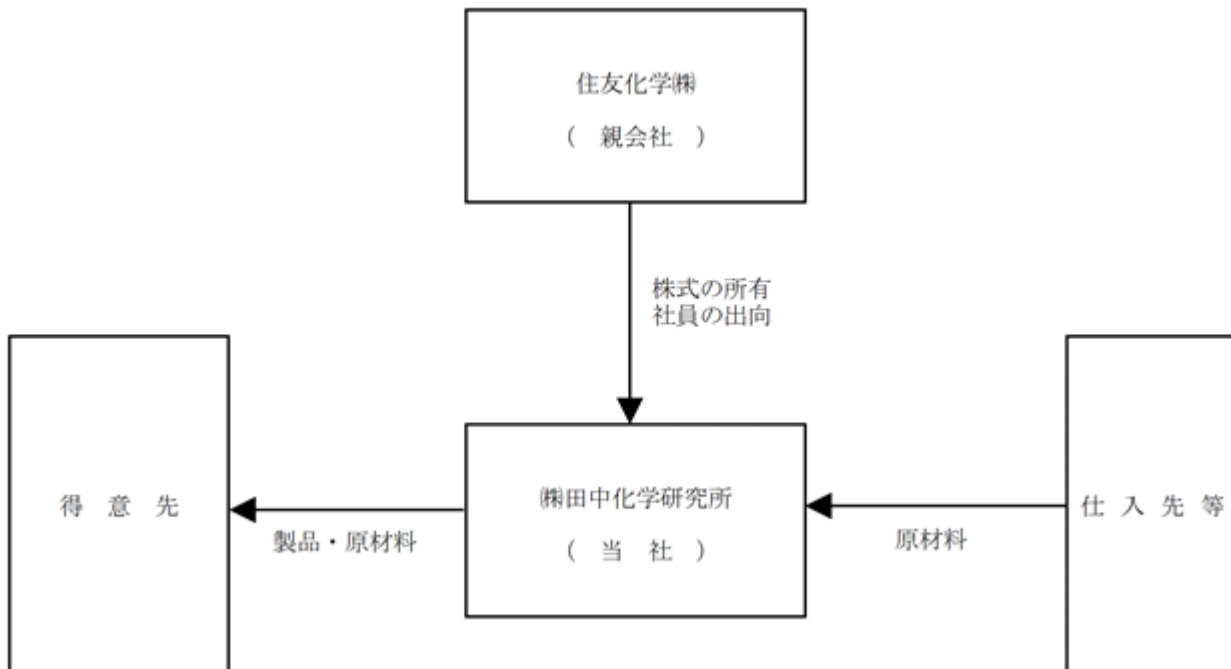 住友化学㈱
（　親会社　）
株式の所有
社員の出向
得　意　先
製品・原材料
㈱田中化学研究所
（　当　社　）
原材料
仕 入 先 等